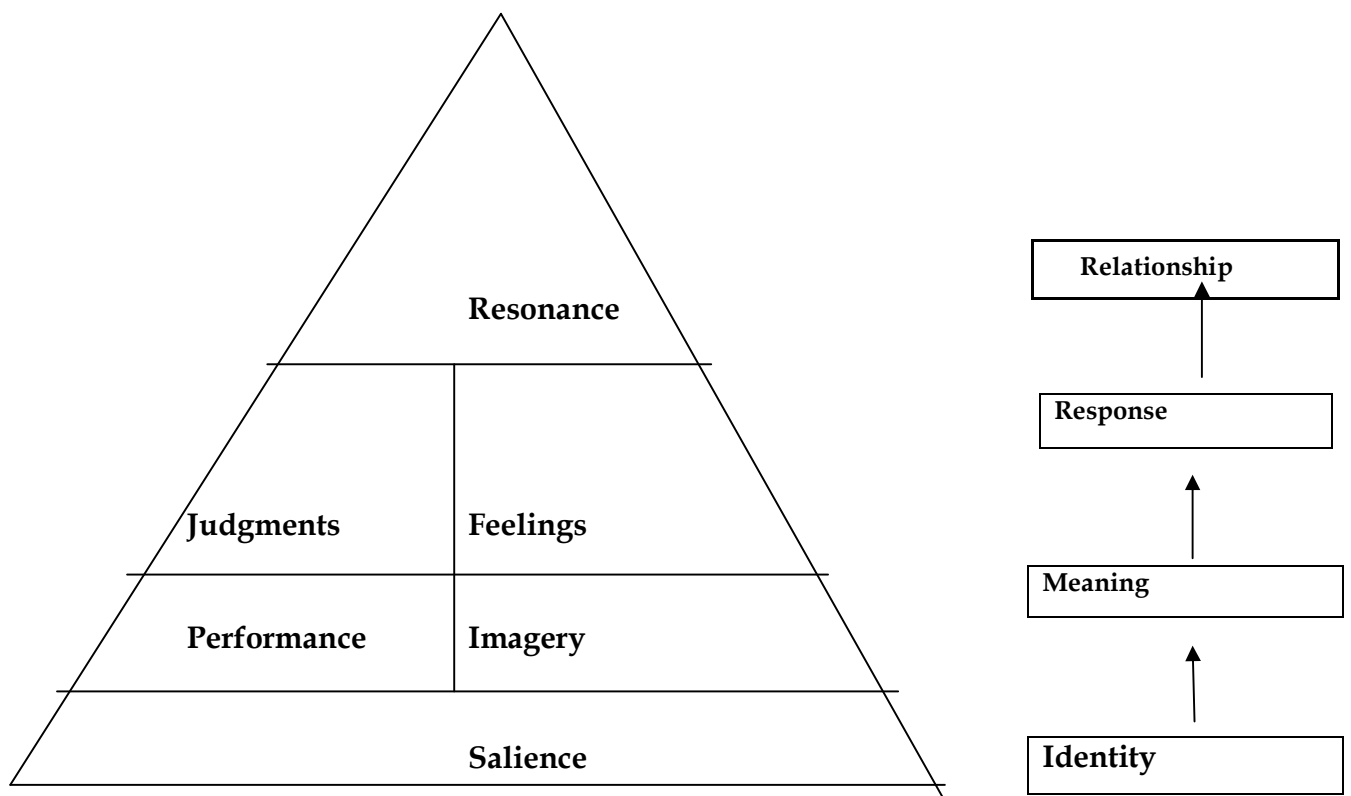 Resonance
Judgments
Feelings
Performance
Imagery
Salience
Relationship
Response
Meaning
Identity